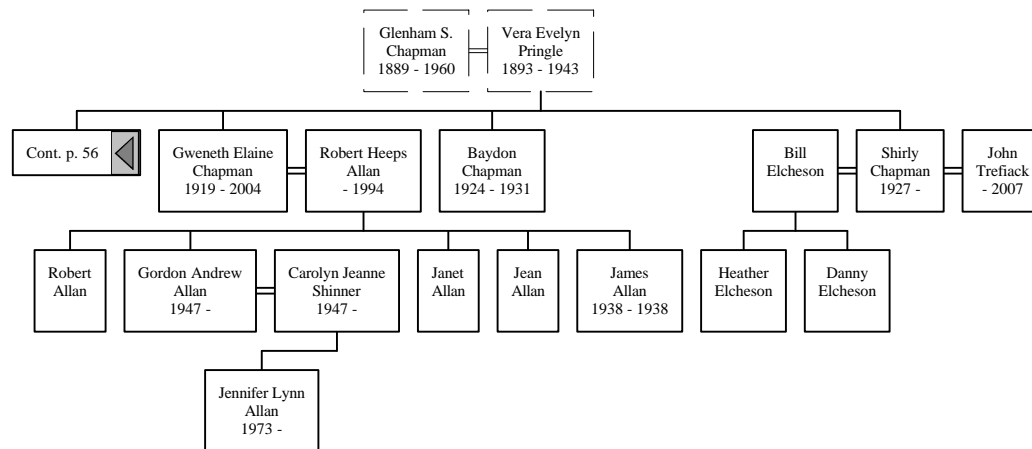 Glenham S.
Chapman
1889 - 1960
Vera Evelyn
Pringle
1893 - 1943
Cont. p. 56
Gweneth Elaine
Chapman
1919 - 2004
Robert Heeps
Allan
- 1994
Baydon
Chapman
1924 - 1931
Bill
Elcheson
Shirly
Chapman
1927 -
John
Trefiack
- 2007
Robert
Allan
Gordon Andrew
Allan
1947 -
Carolyn Jeanne
Shinner
1947 -
Janet
Allan
Jean
Allan
James
Allan
1938 - 1938
Heather
Elcheson
Danny
Elcheson
Jennifer Lynn
Allan
1973 -